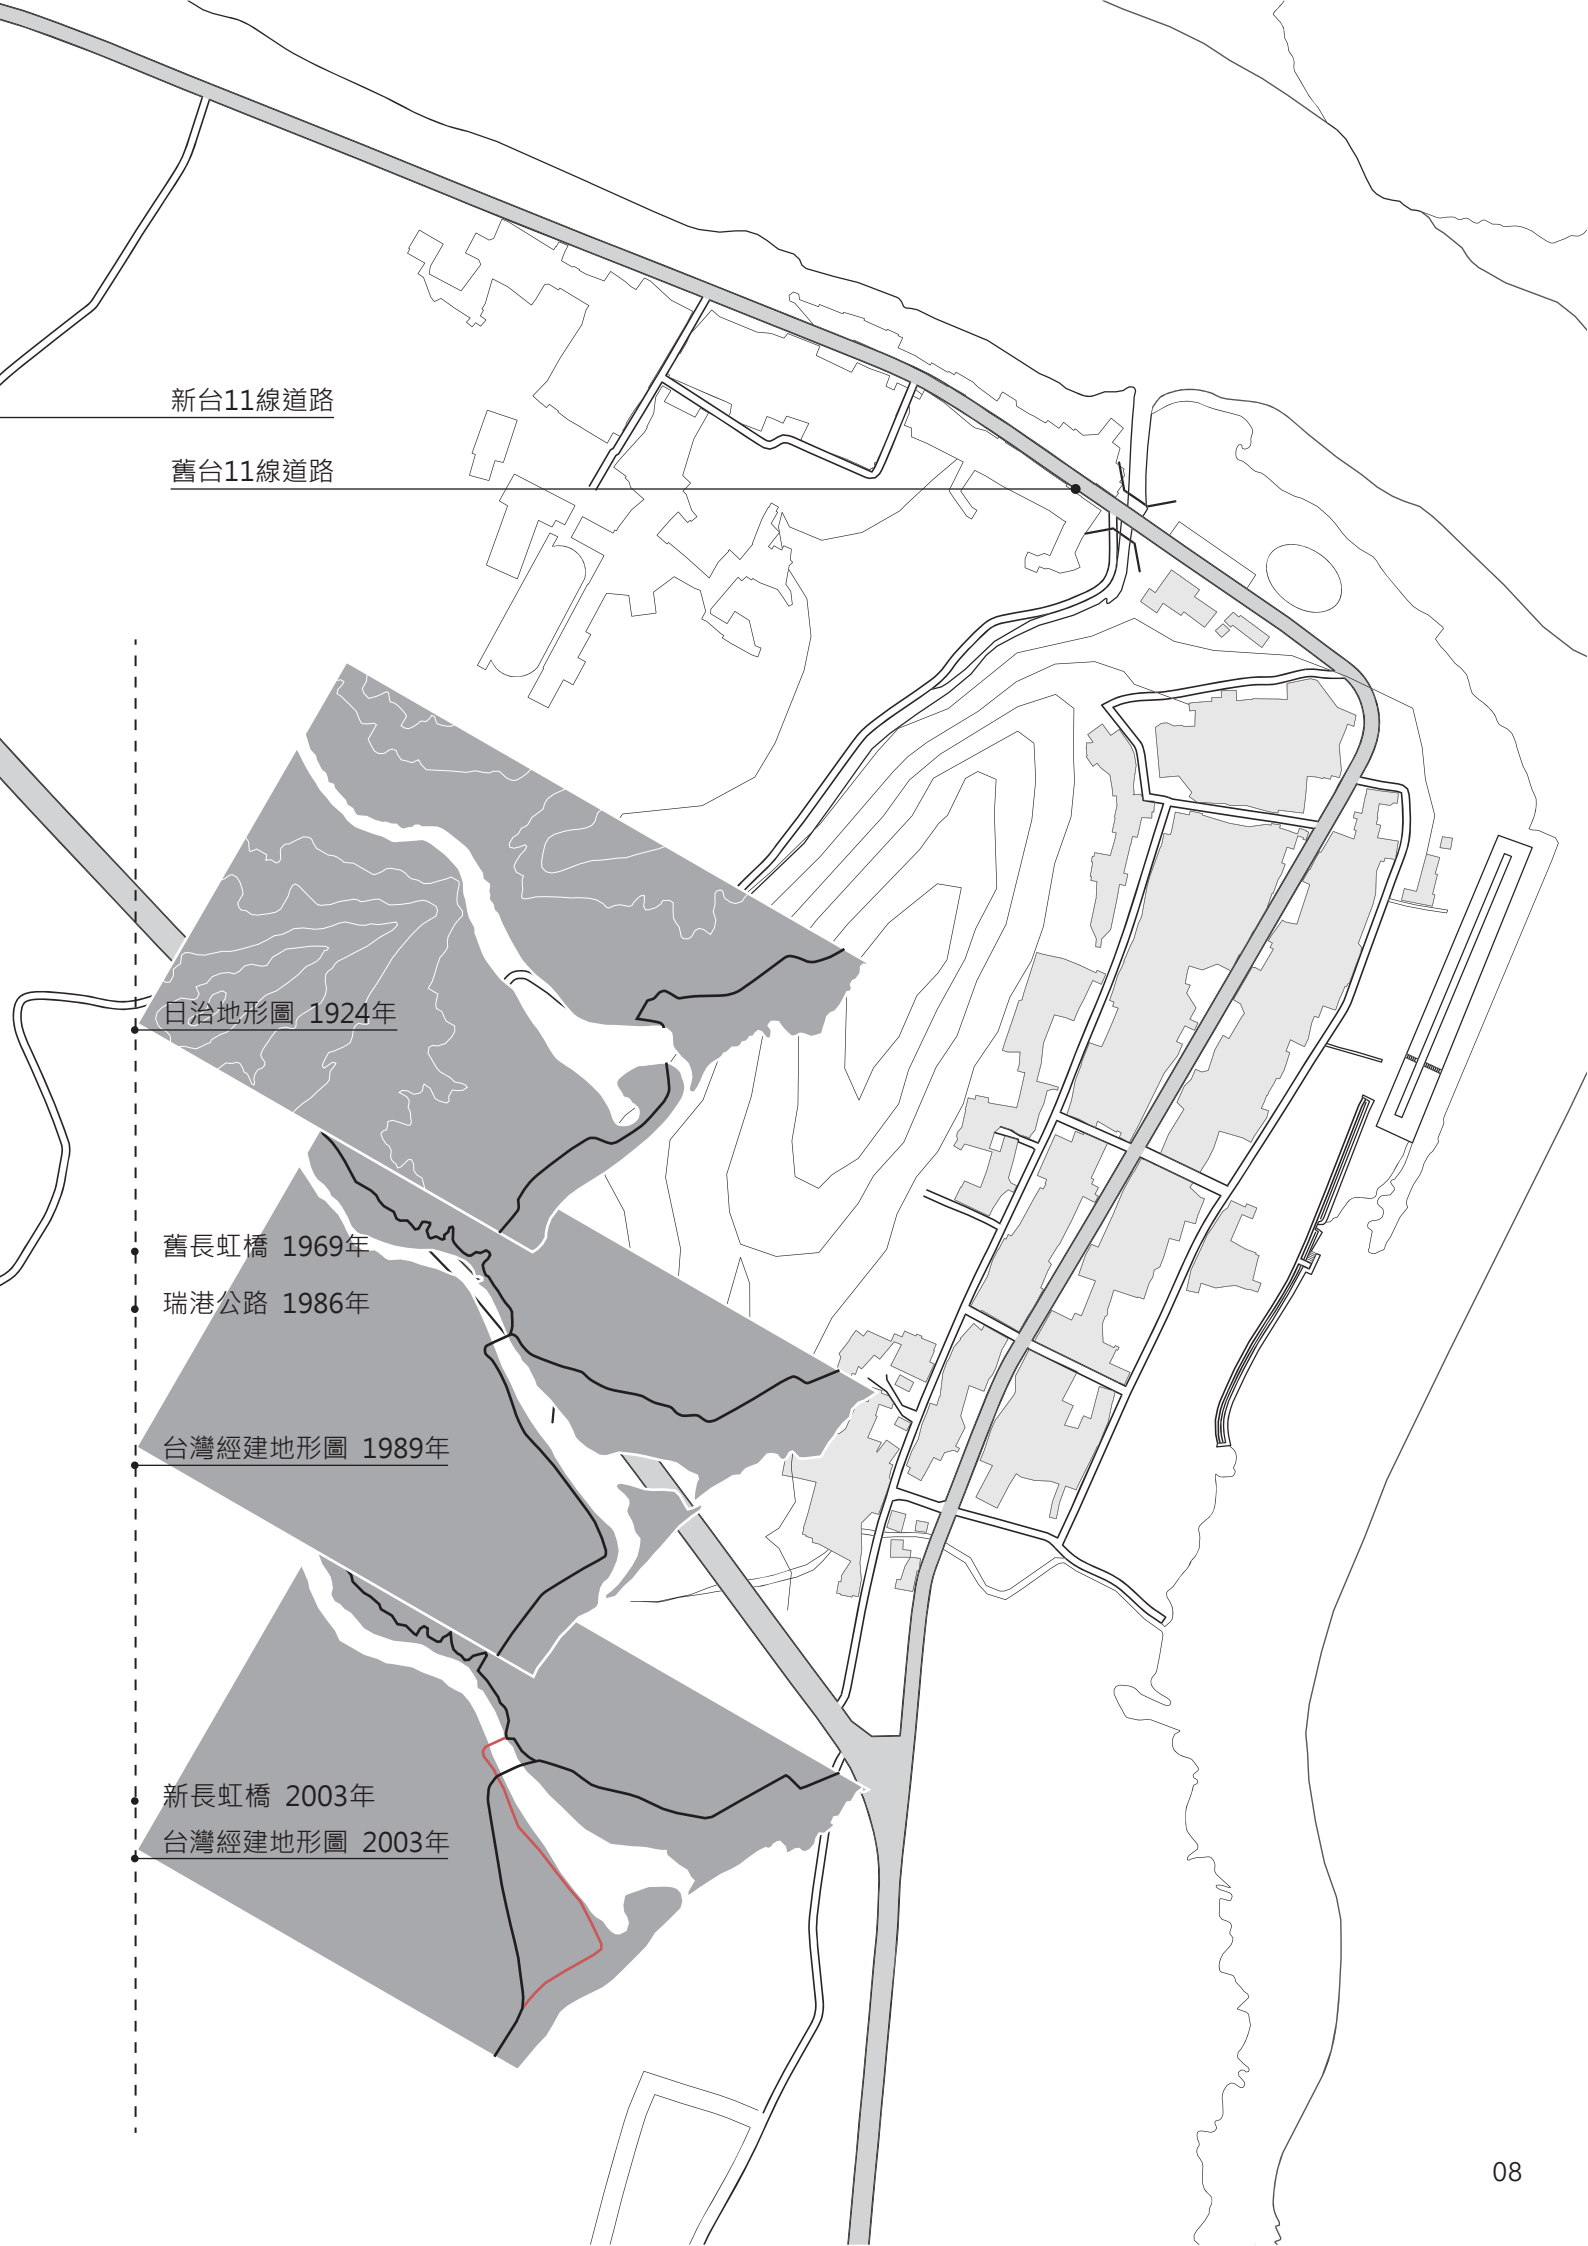 新台11線道路
舊台11線道路
日治地形圖 1924年
舊長虹橋 1969年
瑞港公路 1986年
台灣經建地形圖 1989年
新長虹橋 2003年
台灣經建地形圖 2003年
08